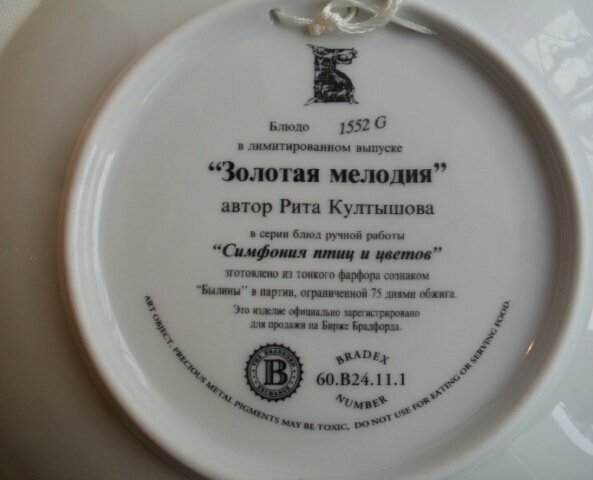 Блюдо 1552 G
в лимитированном выпуске
“Золотая мелодия”
автор Рита Култышова
в серии блюд ручной работы
“Симфония птиц и цветов”
зготовлено из тонкого фарфора сознаком
“Былины” в партии, ограниченной 75 днями обжига.
Это изделие официально зарегистрировано
для продажи на Бирже Брадфорда.
THE BRADFORD
B
EXCHANGE
BRADEX
60.B24.11.1
NUMBER
ART OBJECT, PRECIOUS METAL PIGMENTS MAY BE TOXIC. DO NOT USE FOR EATING OR SERVING FOOD